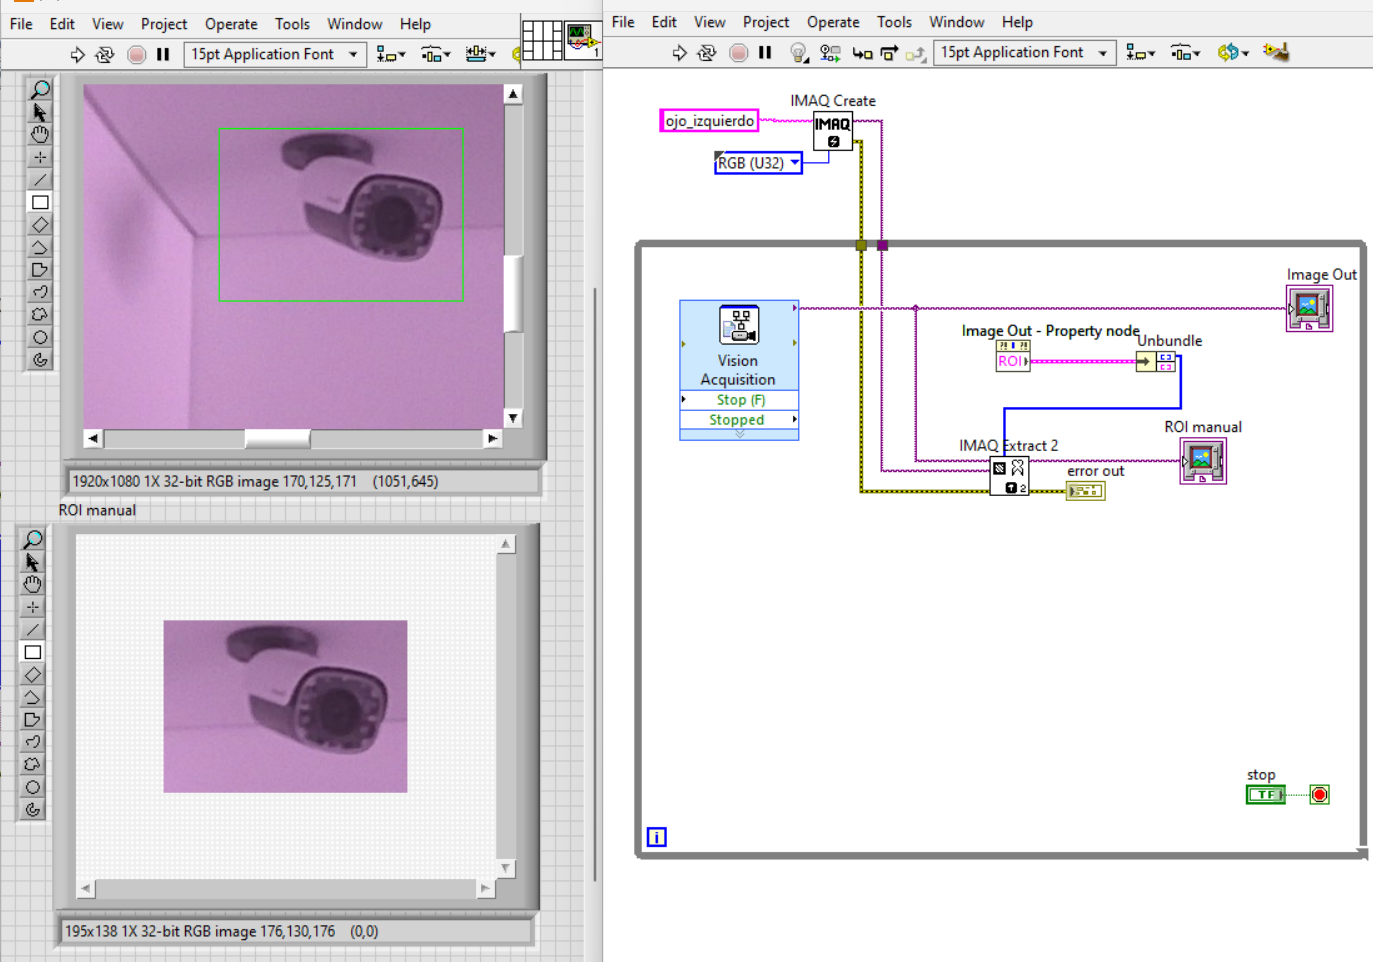 File Edit View Project Operate Tools Window Help
15pt Application Font
1
1920x1080 1X 32-bit RGB image 170,125,171 (1051,645)
ROI manual
195x138 1X 32-bit RGB image 176,130,176 (0,0)
File Edit View Project Operate Tools Window Help
15pt Application Font
IMAQ Create
ojo_izquierdo
IMAQ
RGB (U32)
Image Out
Vision
Acquisition
Stop (F)
Stopped
Image Out - Property node
ROI
Unbundle
IMAQ Extract 2
2
error out
ROI manual
stop
TF
i